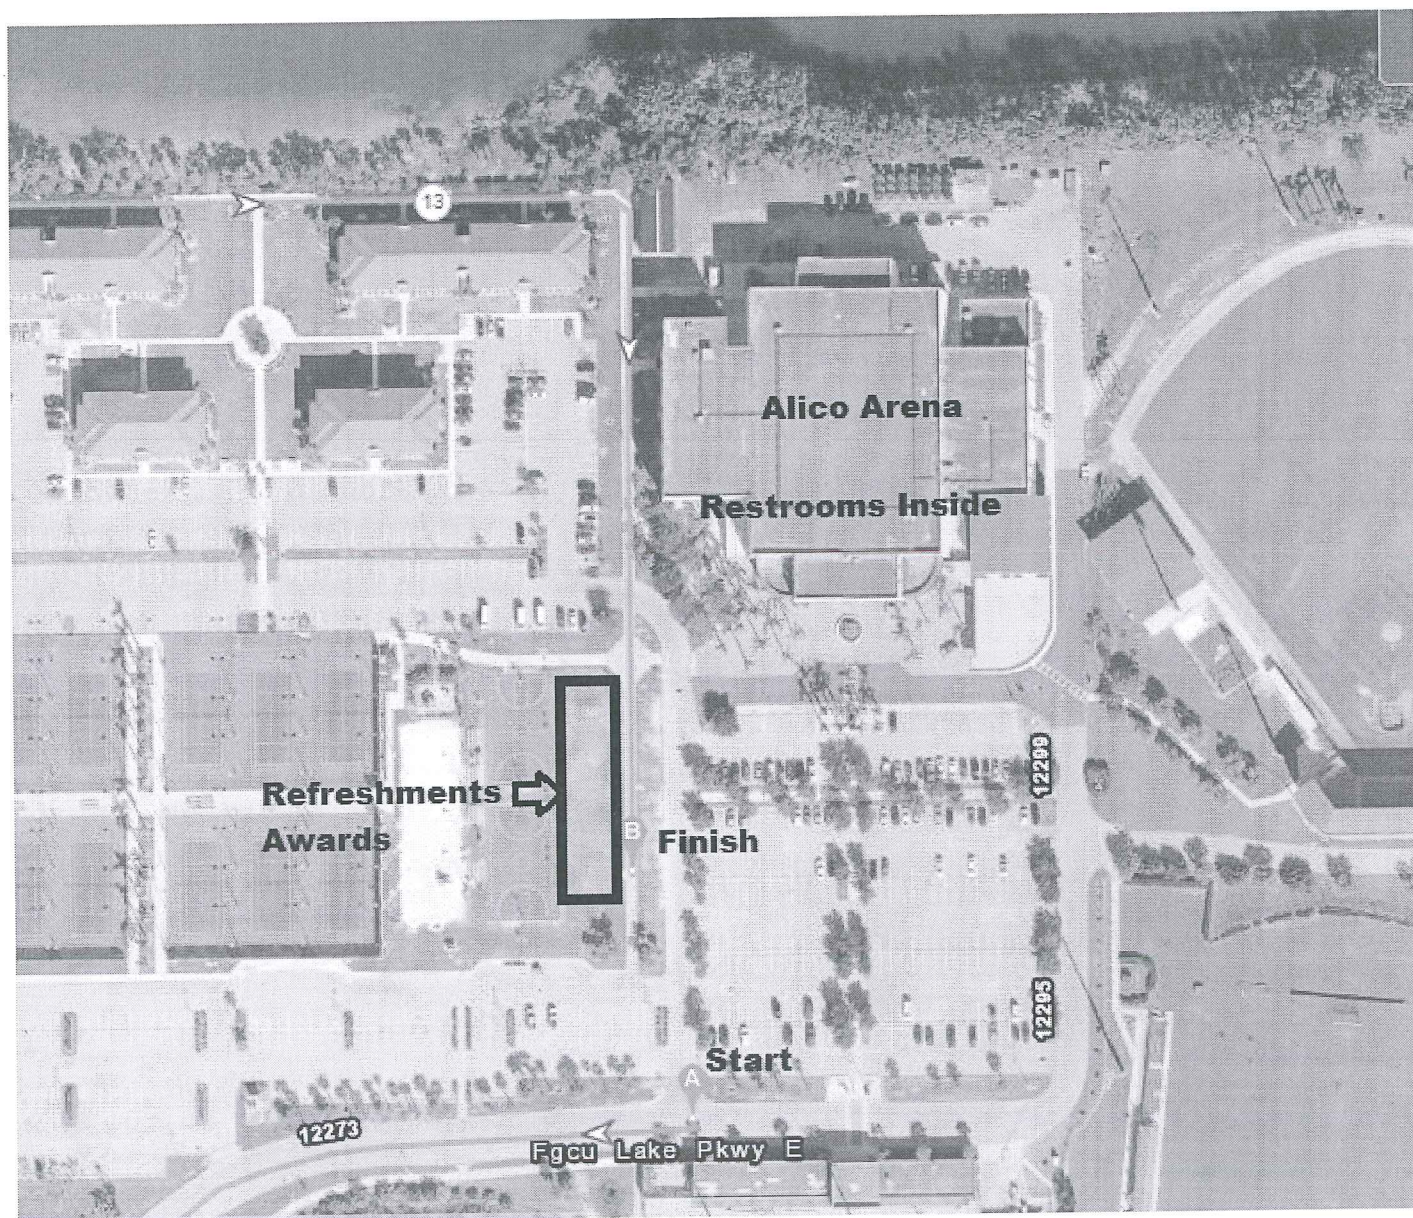 13
Alico Arena
Restrooms Inside
12299
Refreshments
Awards
B
Finish
12295
Start
A
12273
Fgcu Lake Pkwy E